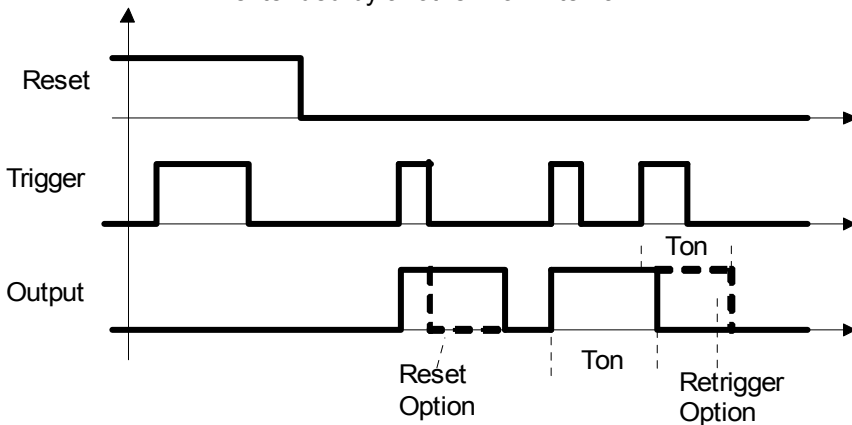 Reset
Trigger
Ton
Output
Ton
Reset
Option
Retrigger
Option